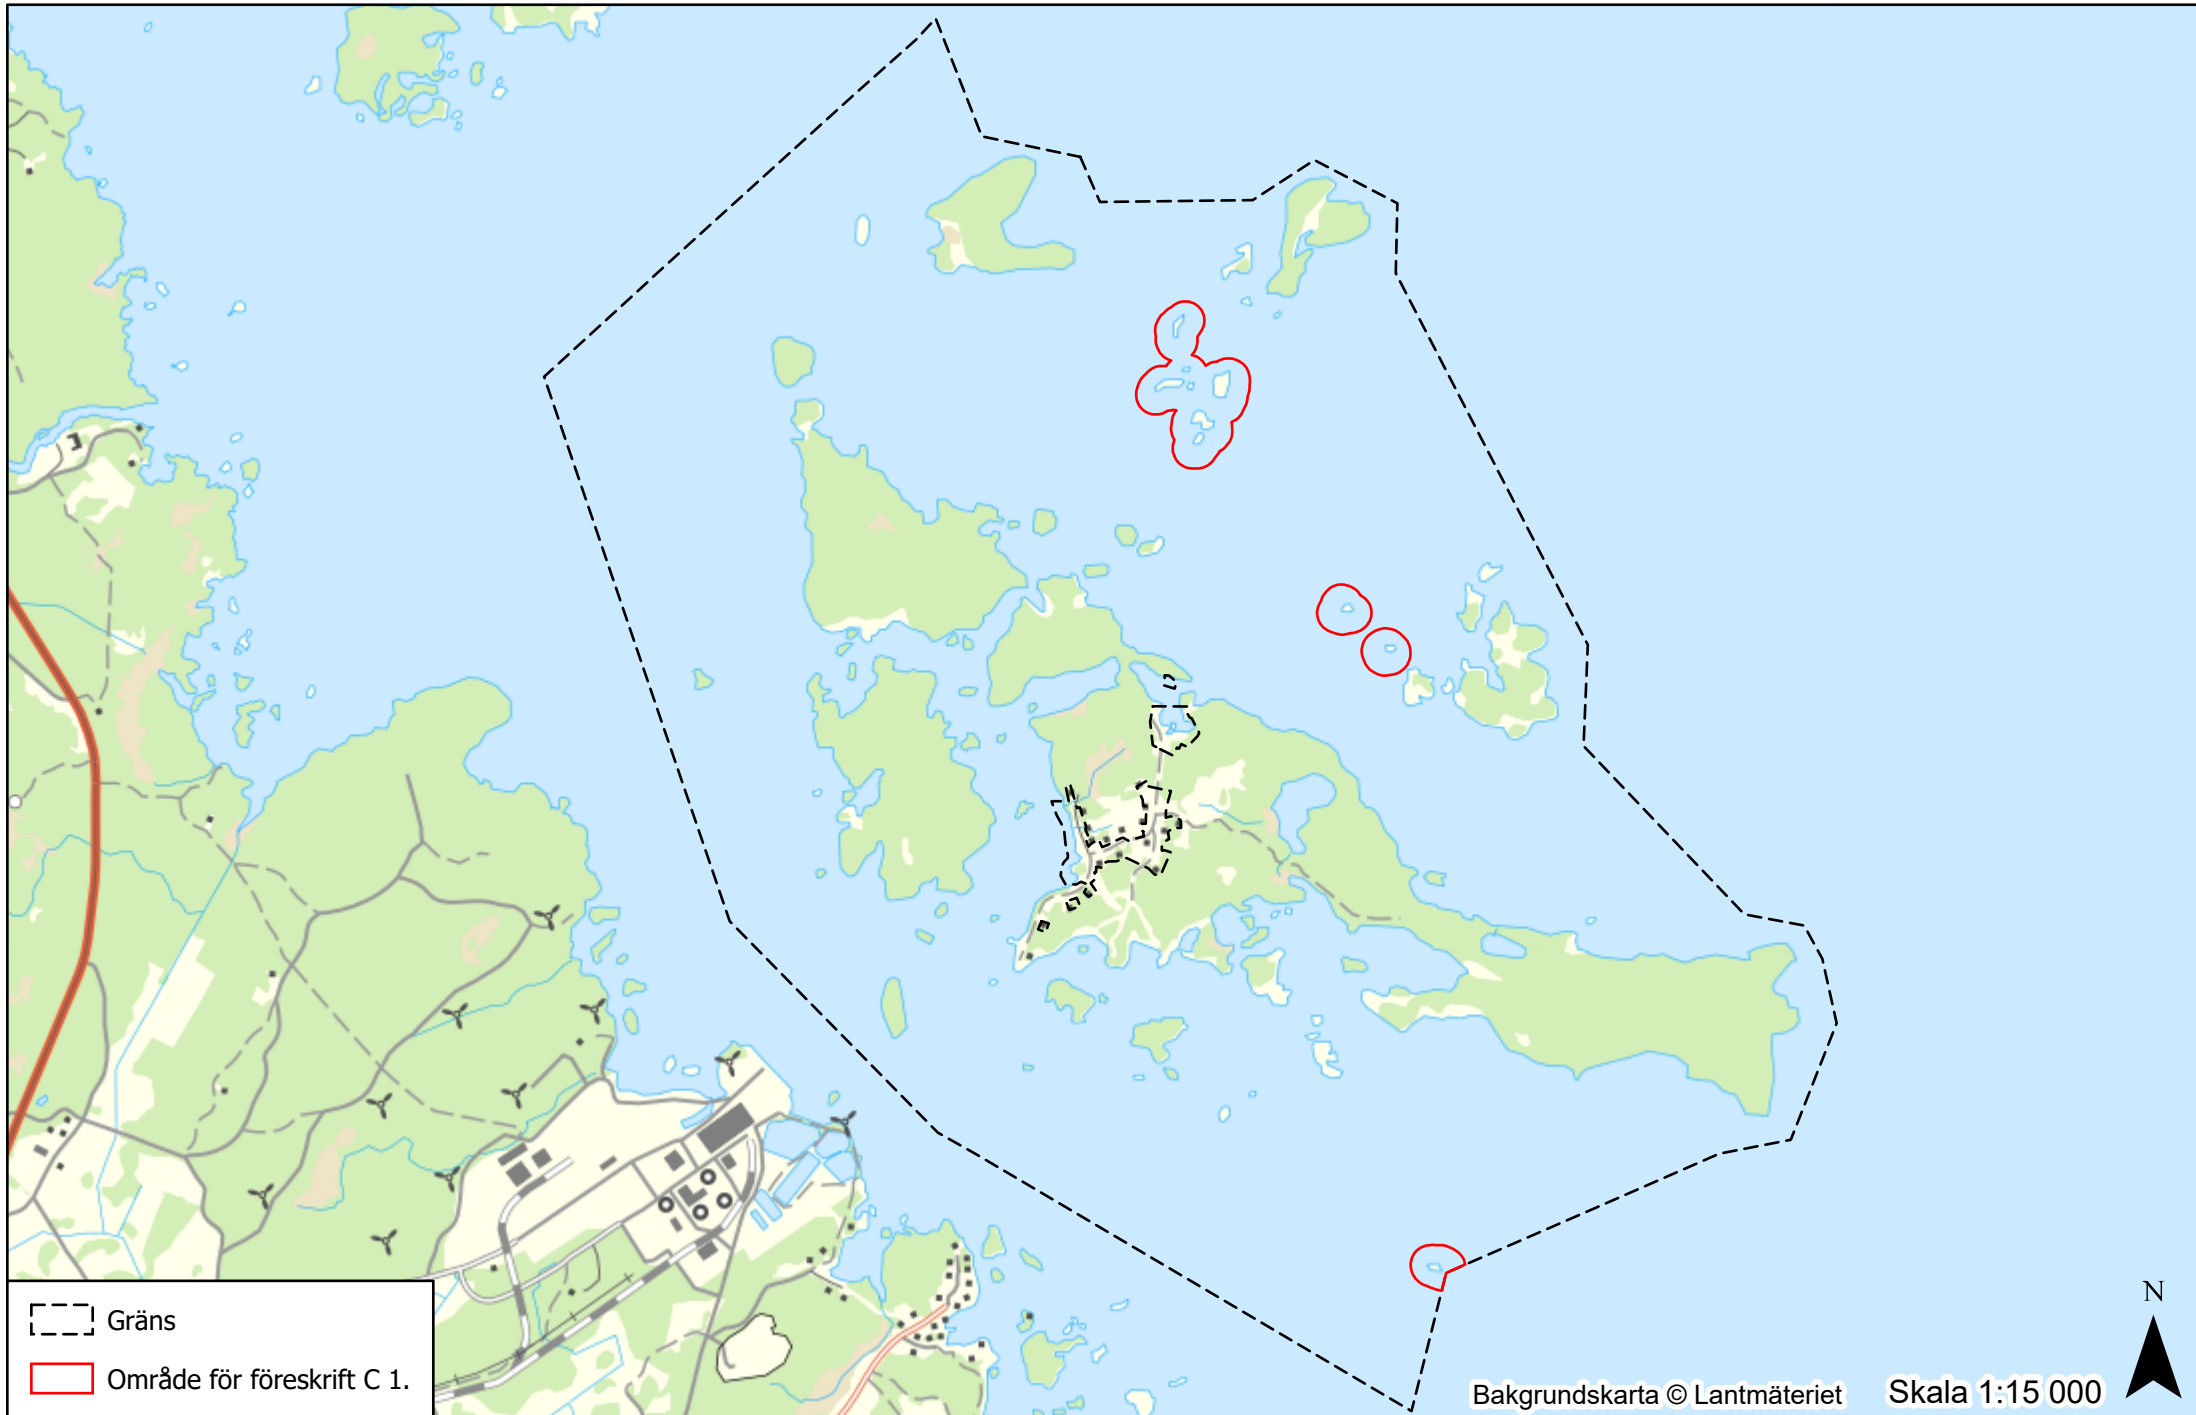 Gräns
Område för föreskrift C 1.
Bakgrundskarta © Lantmäteriet
Skala 1:15 000
N